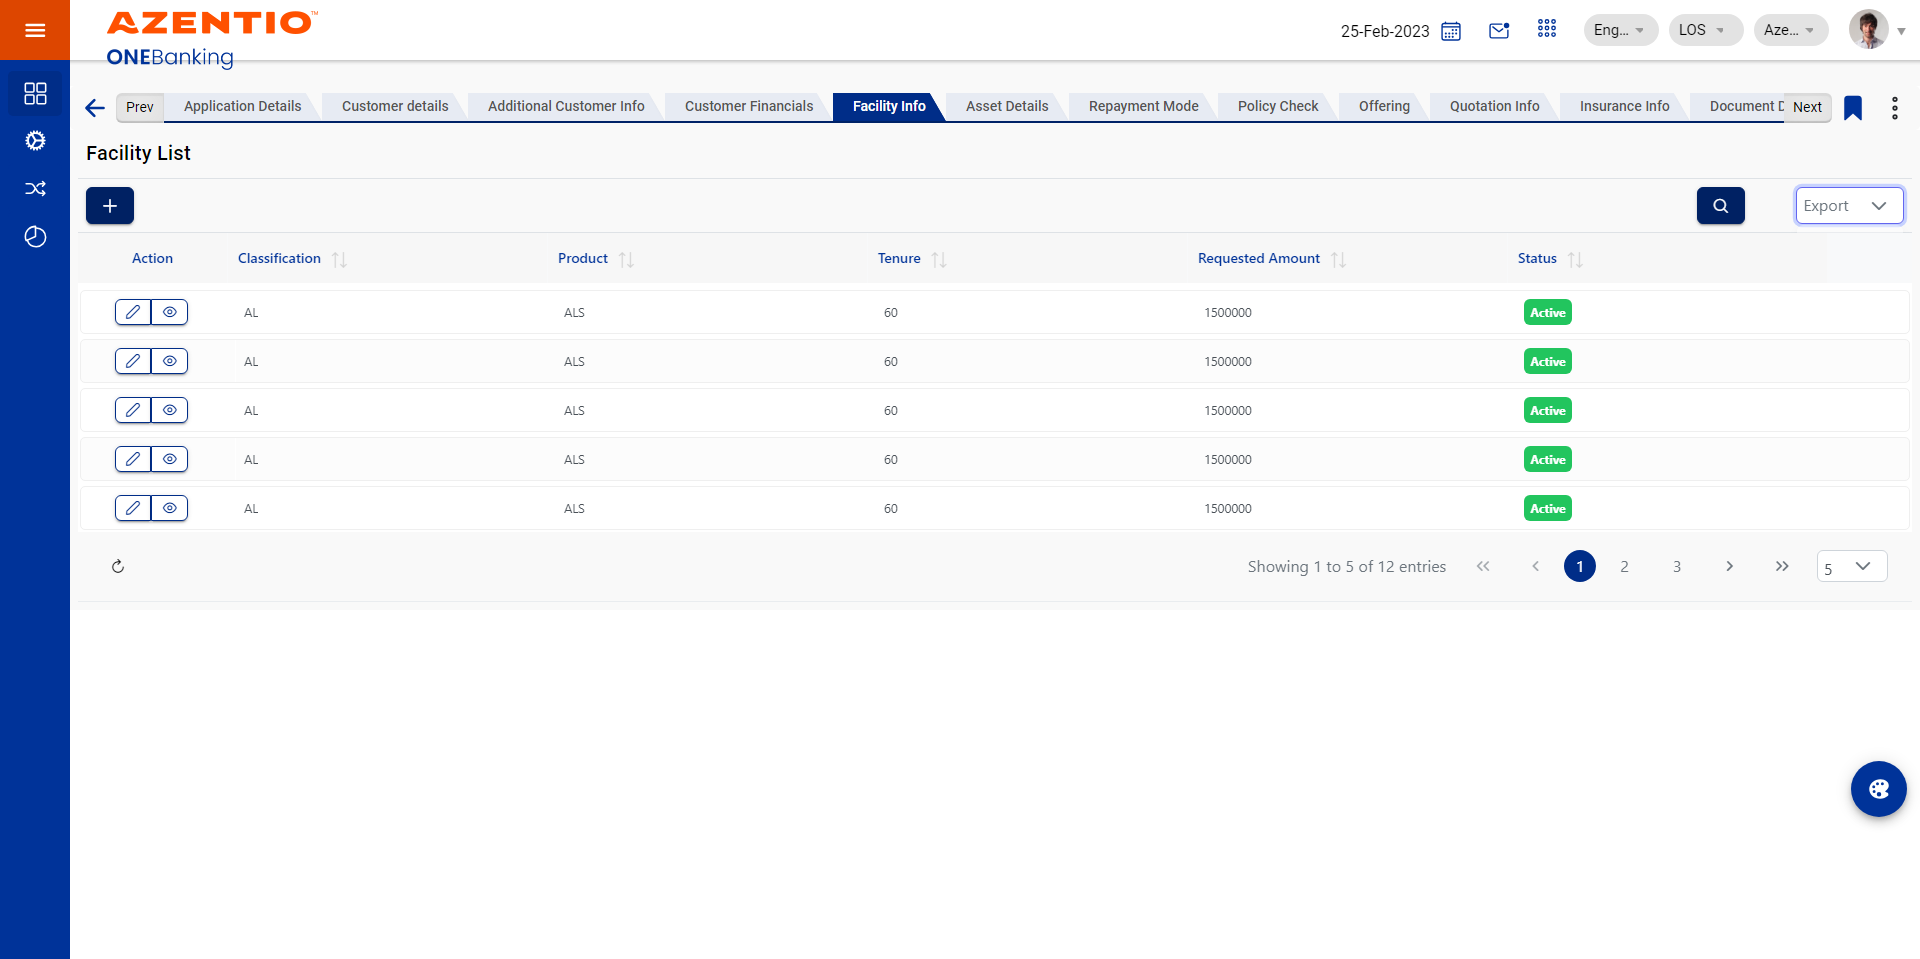 AZENTIO™
ONEBanking
25-Feb-2023
Eng...
LOS
Aze...
Prev
Application Details
Customer details
Additional Customer Info
Customer Financials
Facility Info
Asset Details
Repayment Mode
Policy Check
Offering
Quotation Info
Insurance Info
Document D
Next
Facility List
Export
Action Classification Product Tenure Requested Amount Status
AL ALS 60 1500000 Active
AL ALS 60 1500000 Active
AL ALS 60 1500000 Active
AL ALS 60 1500000 Active
AL ALS 60 1500000 Active
Showing 1 to 5 of 12 entries
1 2 3
5